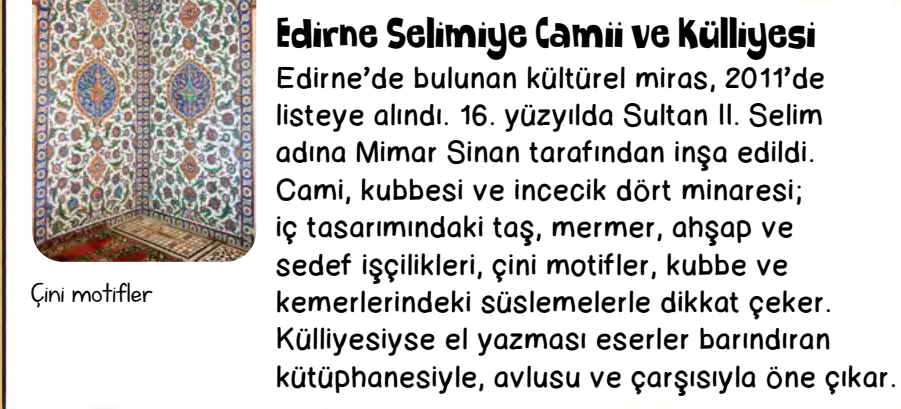 Edirne Selimiye Camii ve Külliyesi
Edirne'de bulunan kültürel miras, 2011'de
listeye alındı. 16. yüzyılda Sultan II. Selim
adına Mimar Sinan tarafından inşa edildi.
Cami, kubbesi ve incecik dört minaresi;
iç tasarımındaki taş, mermer, ahşap ve
sedef işçilikleri, çini motifler, kubbe ve
kemerlerindeki süslemelerle dikkat çeker.
Külliyesiyse el yazması eserler barındıran
kütüphanesiyle, avlusu ve çarşısıyla öne çıkar.
Çini motifler